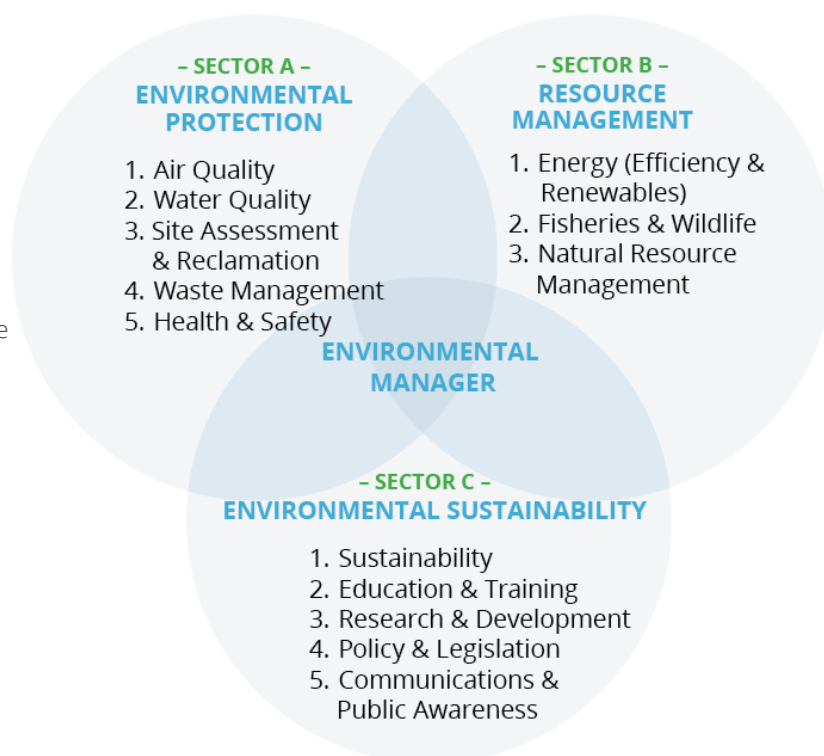 – SECTOR A –
ENVIRONMENTAL
PROTECTION
1. Air Quality
2. Water Quality
3. Site Assessment
& Reclamation
4. Waste Management
5. Health & Safety
– SECTOR B –
RESOURCE
MANAGEMENT
1. Energy (Efficiency &
Renewables)
2. Fisheries & Wildlife
3. Natural Resource
Management
e
ENVIRONMENTAL
MANAGER
– SECTOR C –
ENVIRONMENTAL SUSTAINABILITY
1. Sustainability
2. Education & Training
3. Research & Development
4. Policy & Legislation
5. Communications &
Public Awareness